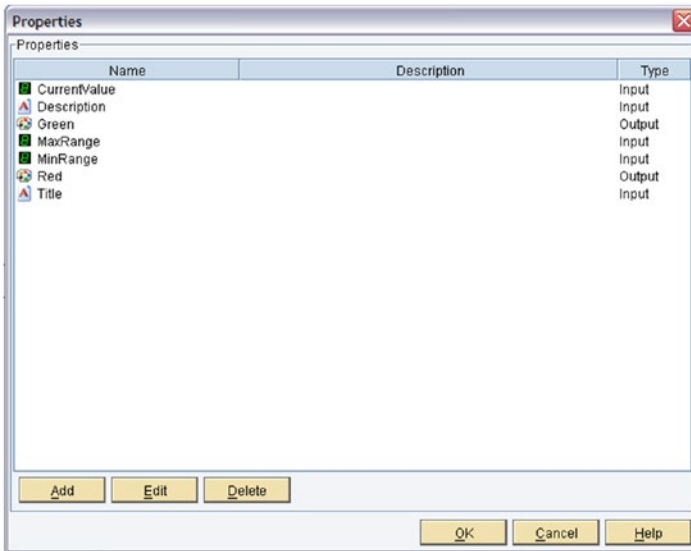 Properties
Properties
Name Description Type
CurrentValue Input
Description Input
Green Output
MaxRange Input
MinRange Input
Red Output
Title Input
Add Edit Delete
OK Cancel Help